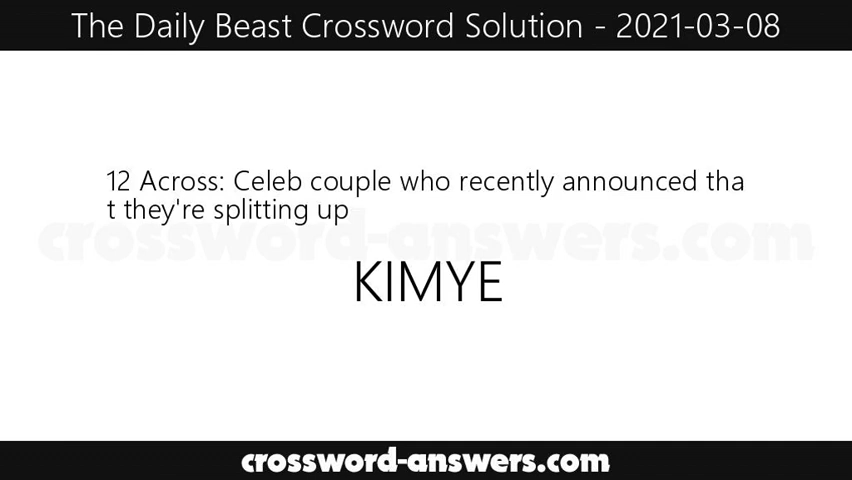 The Daily Beast Crossword Solution - 2021-03-08
12 Across: Celeb couple who recently announced tha
t they're splitting up
crossword-answers.com
KIMYE
crossword-answers.com